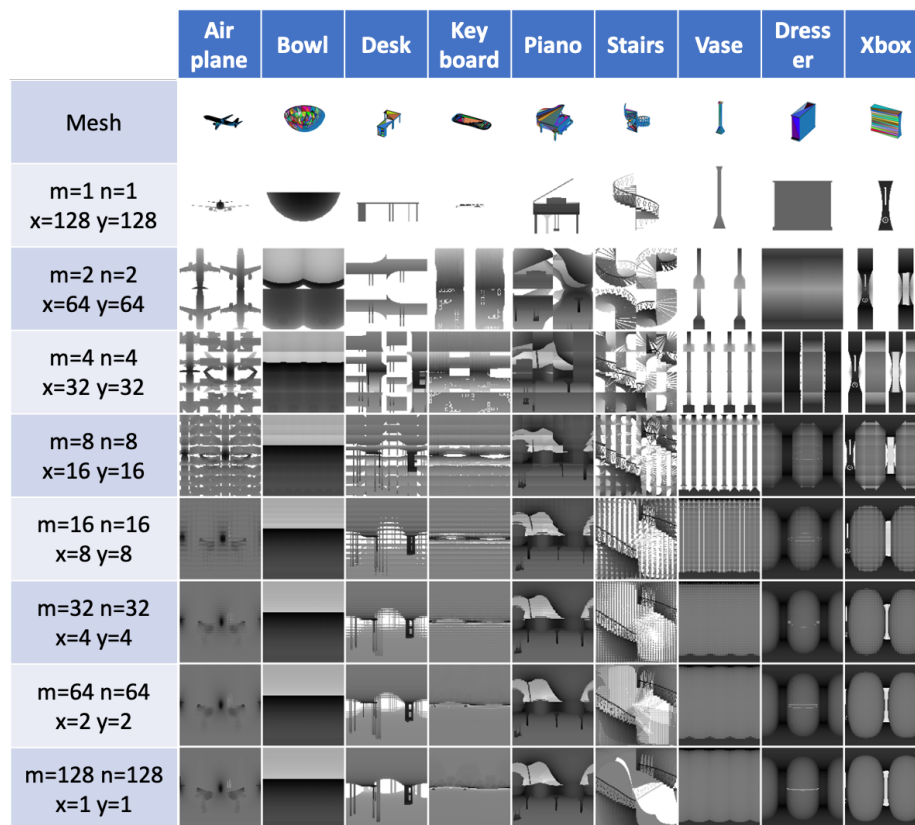 Air
plane
Bowl
Desk
Key
board
Piano
Stairs
Vase
Dress
er
Xbox
Mesh
m=1 n=1
x=128 y=128
m=2 n=2
x=64 y=64
m=4 n=4
x=32 y=32
m=8 n=8
x=16 y=16
m=16 n=16
x=8 y=8
m=32 n=32
x=4 y=4
m=64 n=64
x=2 y=2
m=128 n=128
x=1 y=1